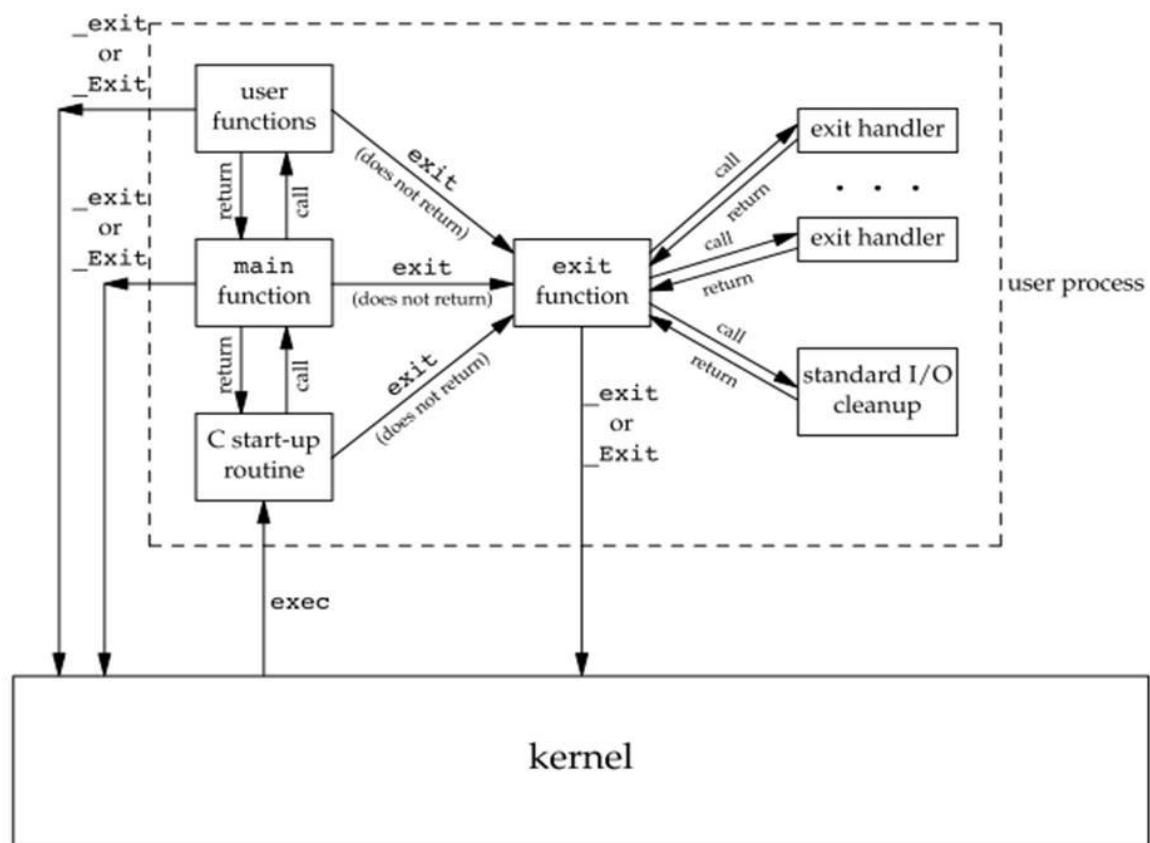 _exit
or
_Exit
user
functions
exit
(does not return)
return
call
_exit
or
_Exit
main
function
exit
(does not return)
return
call
C start-up
routine
exit
(does not return)
exit
function
call
return
exit handler
. . .
call
return
exit handler
call
return
standard I/O
cleanup
user process
_exit
or
_Exit
exec
kernel